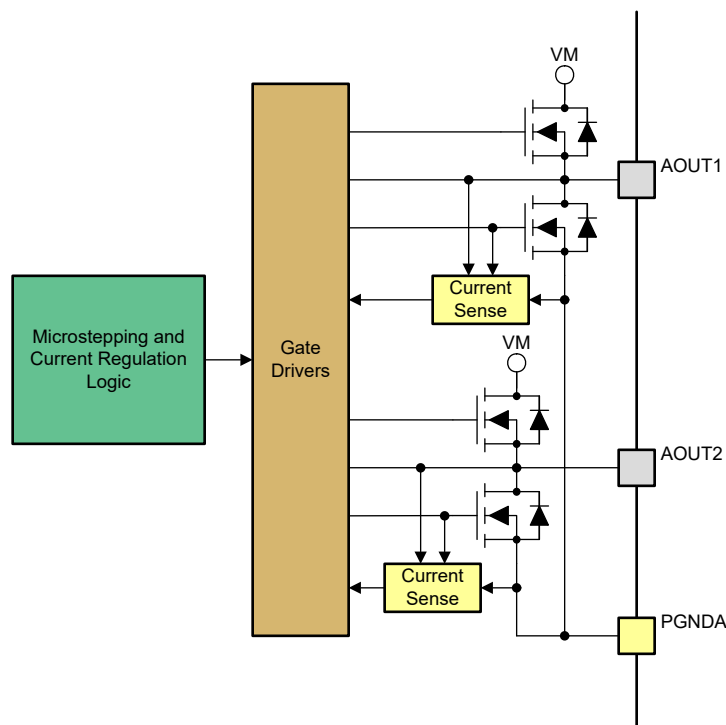 VM
AOUT1
Current
Sense
Microstepping and
Current Regulation
Logic
Gate
Drivers
VM
AOUT2
Current
Sense
PGNDA